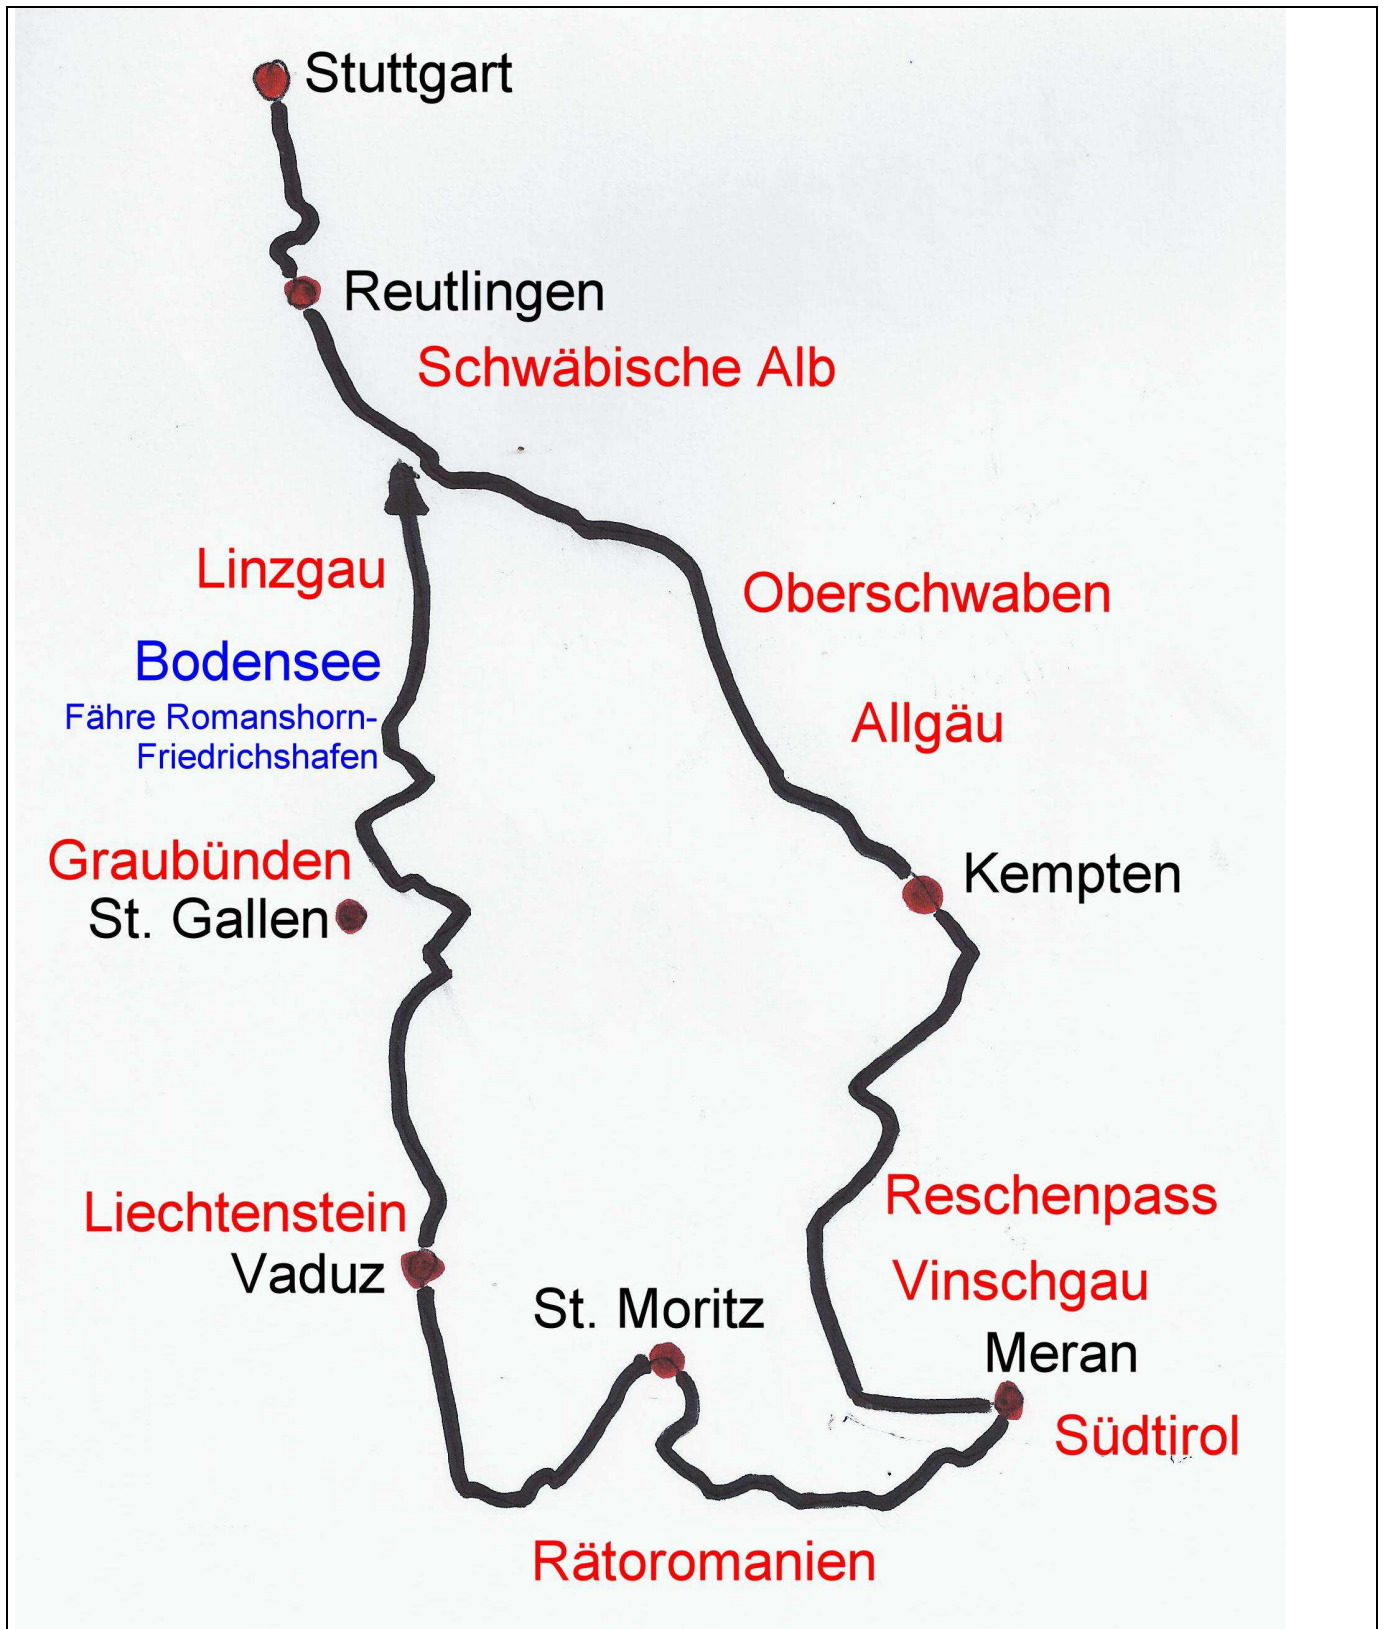 Stuttgart
Reutlingen
Schwäbische Alb
Linzgau
Oberschwaben
Bodensee
Fähre Romanshorn-
Friedrichshafen
Allgäu
Graubünden
St. Gallen
Kempten
Liechtenstein
Vaduz
Reschenpass
Vinschgau
St. Moritz
Meran
Südtirol
Rätoromanien